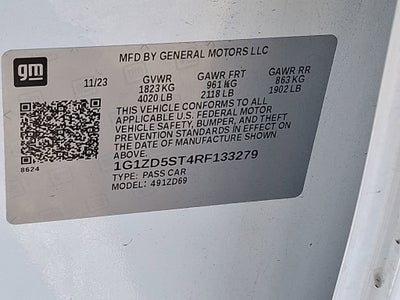 gm
MFD BY GENERAL MOTORS LLC
11/23 GVWR GAWR FRT GAWR RR
1823 KG 961 KG 863 KG
4020 LB 2118 LB 1902 LB
THIS VEHICLE CONFORMS TO ALL
APPLICABLE U.S. FEDERAL MOTOR
VEHICLE SAFETY, BUMPER, AND THEFT
PREVENTION STANDARDS IN EFFECT ON
THE DATE OF MANUFACTURE SHOWN
ABOVE.
8624
1G1ZD5ST4RF133279
TYPE: PASS CAR
MODEL: 491ZD69